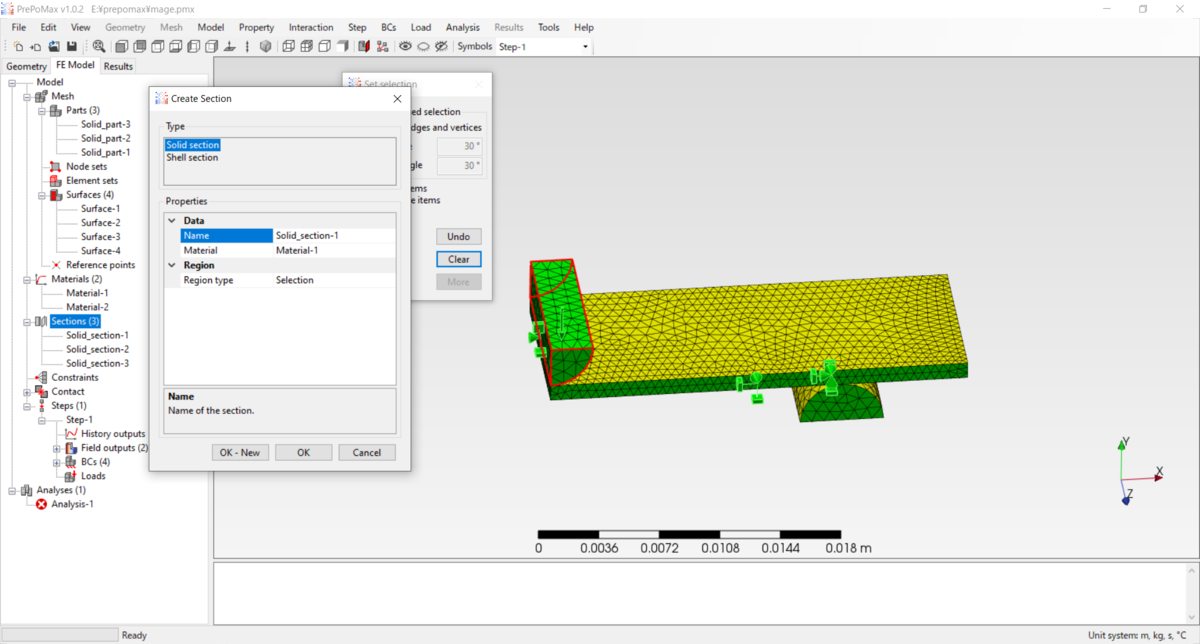 PrePoMax v1.0.2   E:¥prepomax¥mage.pmx
File Edit View Geometry Mesh Model Property Interaction Step BCs Load Analysis Results Tools Help
Symbols Step-1
Geometry FE Model Results
Model
Mesh
Parts (3)
Solid_part-3
Solid_part-2
Solid_part-1
Node sets
Element sets
Surfaces (4)
Surface-1
Surface-2
Surface-3
Surface-4
Reference points
Materials (2)
Material-1
Material-2
Sections (3)
Solid_section-1
Solid_section-2
Solid_section-3
Constraints
Contact
Steps (1)
Step-1
History outputs
Field outputs (2)
BCs (4)
Loads
Analyses (1)
Analysis-1
Create Section
Type
Solid section
Shell section
Properties
Data
Name Solid_section-1
Material Material-1
Region
Region type Selection
Name
Name of the section.
OK - New OK Cancel
Set selection
ed selection
dges and vertices
30 °
gle 30 °
ems
e items
Undo
Clear
More
Y
X
Z
0 0.0036 0.0072 0.0108 0.0144 0.018 m
Ready
Unit system: m, kg, s, °C